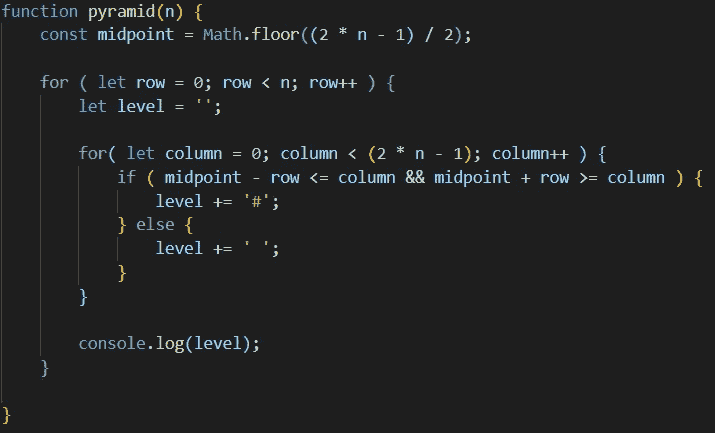 function pyramid(n) {
    const midpoint = Math.floor((2 * n - 1) / 2);

    for ( let row = 0; row < n; row++ ) {
        let level = '';

        for( let column = 0; column < (2 * n - 1); column++ ) {
            if ( midpoint - row <= column && midpoint + row >= column ) {
                level += '#';
            } else {
                level += ' ';
            }
        }

        console.log(level);
    }

}